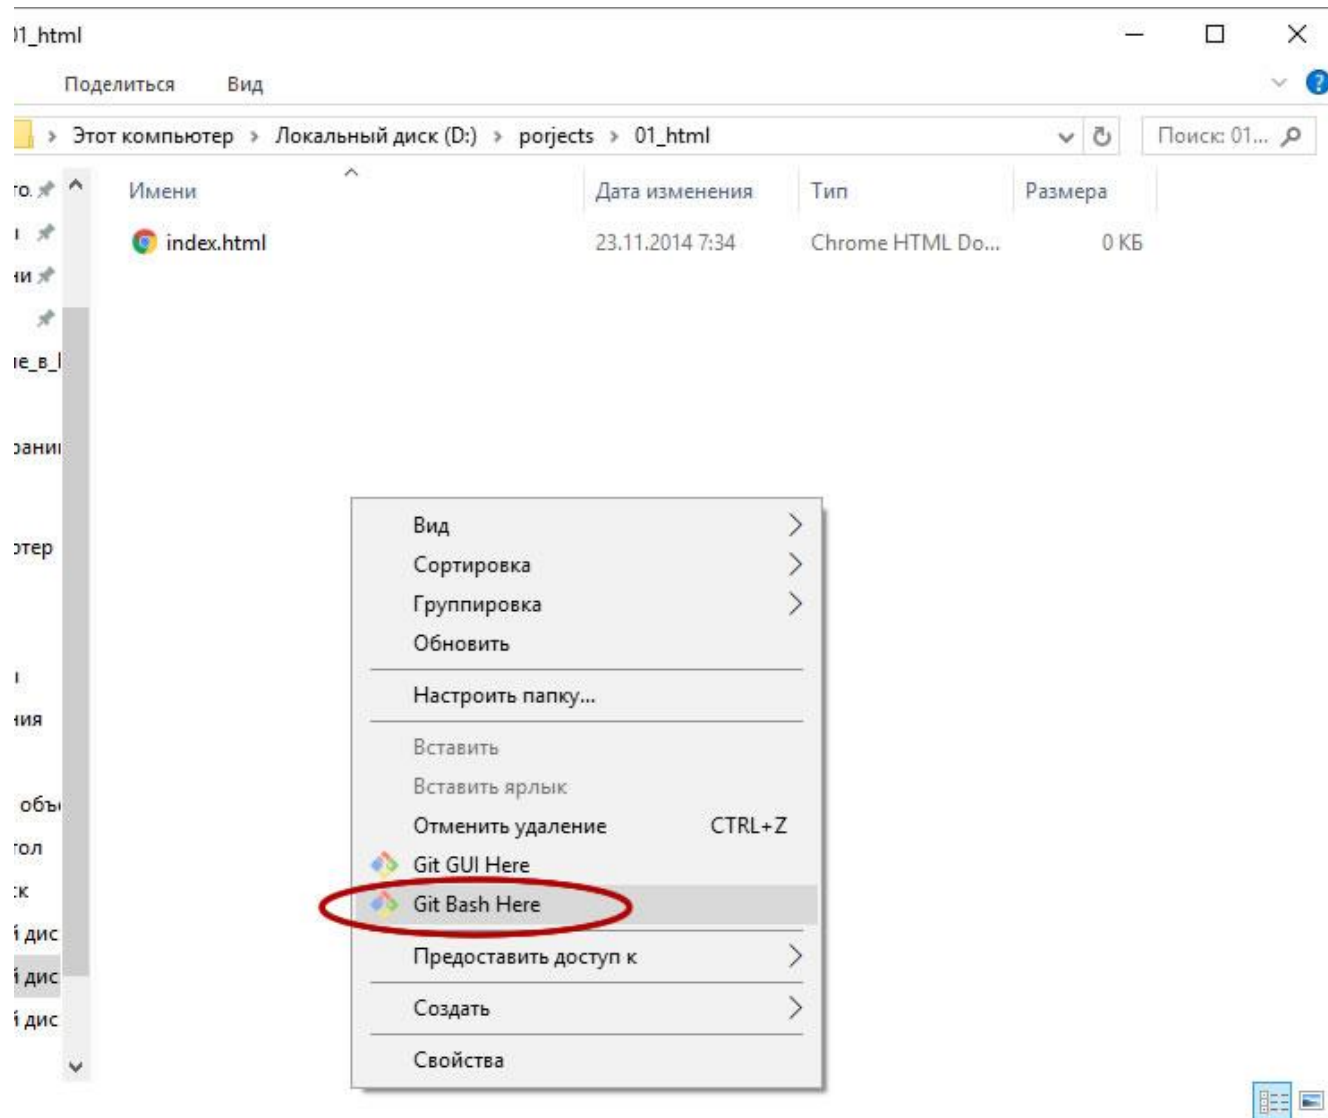 01_html
Поделиться Вид
Этот компьютер > Локальный диск (D:) > porjects > 01_html
Поиск: 01...
Имени Дата изменения Тип Размера
index.html 23.11.2014 7:34 Chrome HTML Do... 0 КБ
Вид
Сортировка
Группировка
Обновить
Настроить папку...
Вставить
Вставить ярлык
Отменить удаление CTRL+Z
Git GUI Here
Git Bash Here
Предоставить доступ к
Создать
Свойства